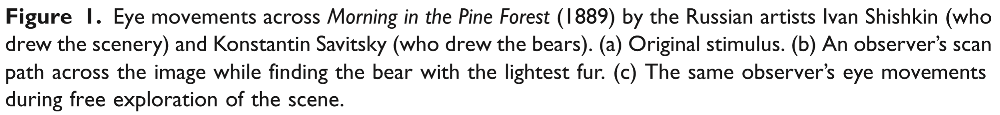 Figure 1. Eye movements across Morning in the Pine Forest (1889) by the Russian artists Ivan Shishkin (who
drew the scenery) and Konstantin Savitsky (who drew the bears). (a) Original stimulus. (b) An observer’s scan
path across the image while finding the bear with the lightest fur. (c) The same observer’s eye movements
during free exploration of the scene.